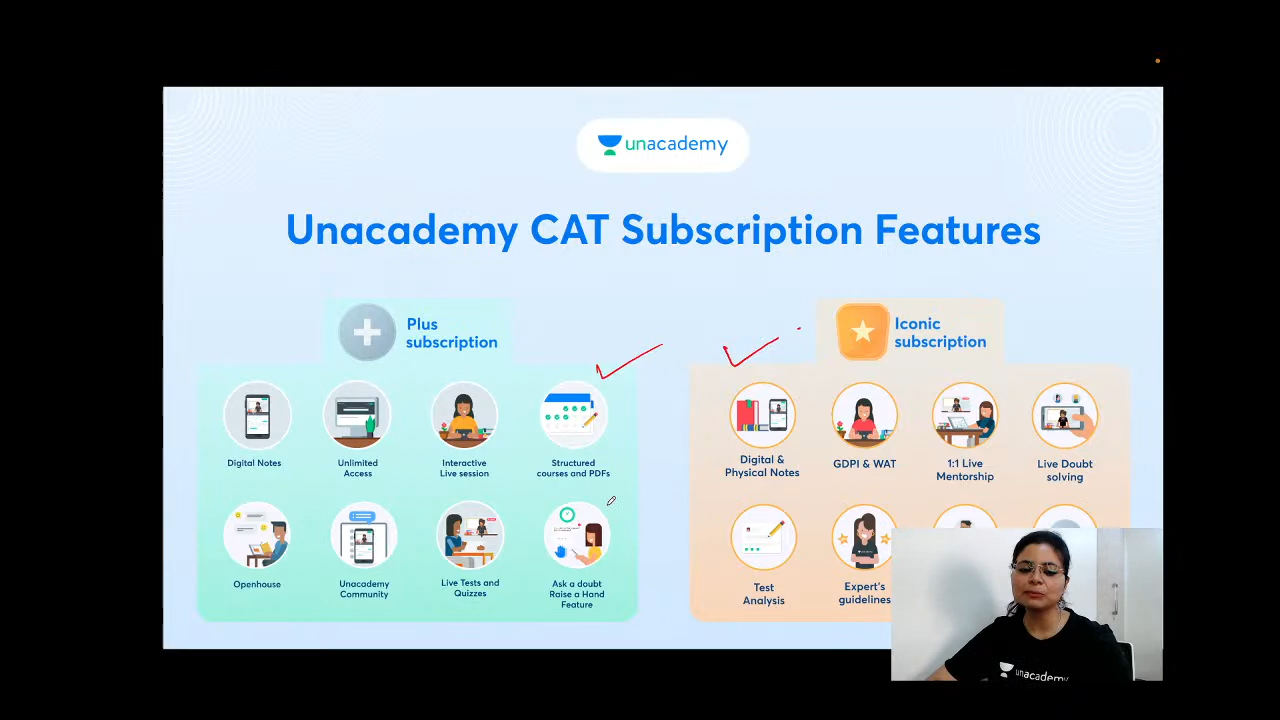 unacademy
Unacademy CAT Subscription Features
Plus
subscription
Digital Notes
Unlimited
Access
Interactive
Live session
Structured
courses and PDFs
Openhouse
Unacademy
Community
Live Tests and
Quizzes
Ask a doubt
Raise a Hand
Feature
Iconic
subscription
Digital &
Physical Notes
GDPI & WAT
1:1 Live
Mentorship
Live Doubt
solving
Test
Analysis
Expert's
guidelines
unacademy